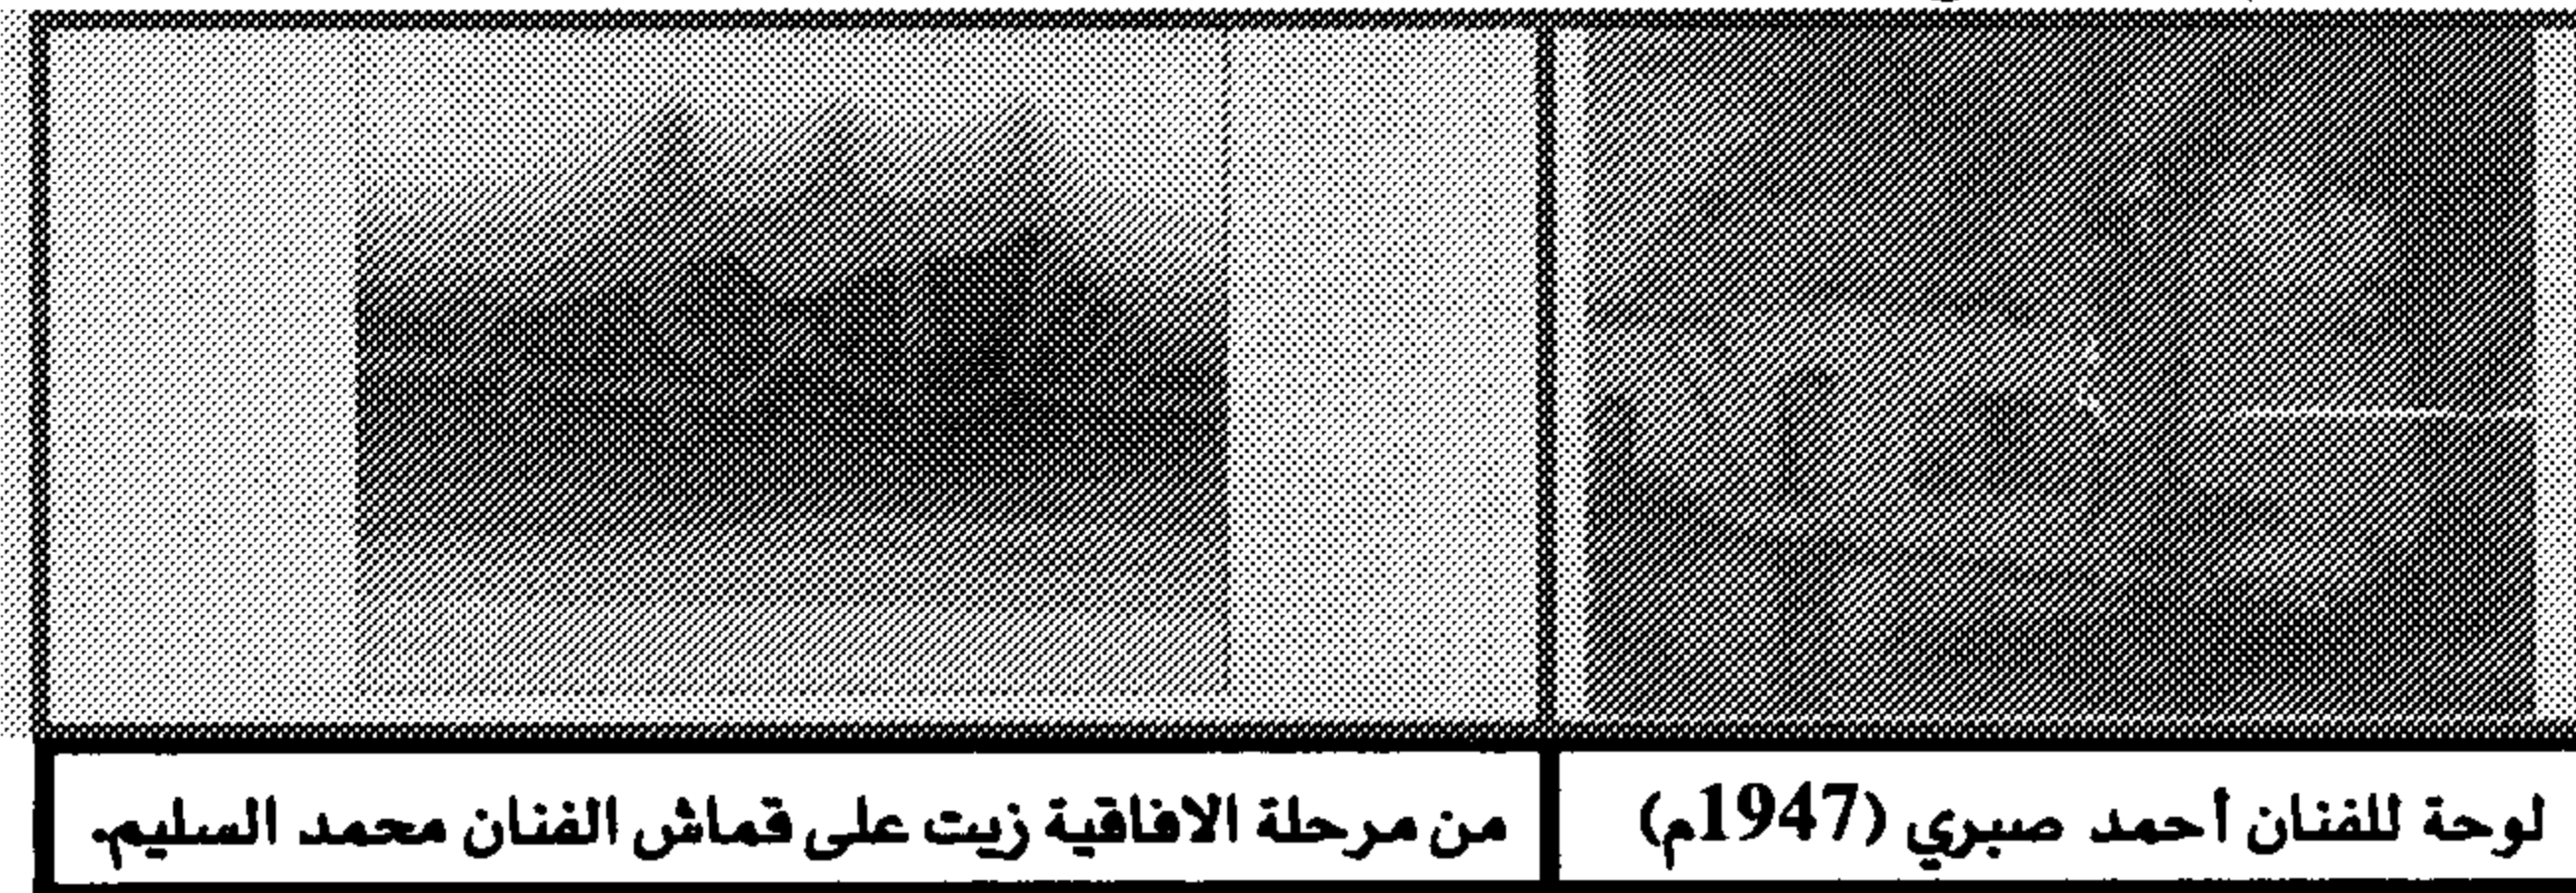 لوحة للفنان أحمد صبري (1947م)
من مرحلة الافاقية زيت على قماش الفنان محمد السليم.